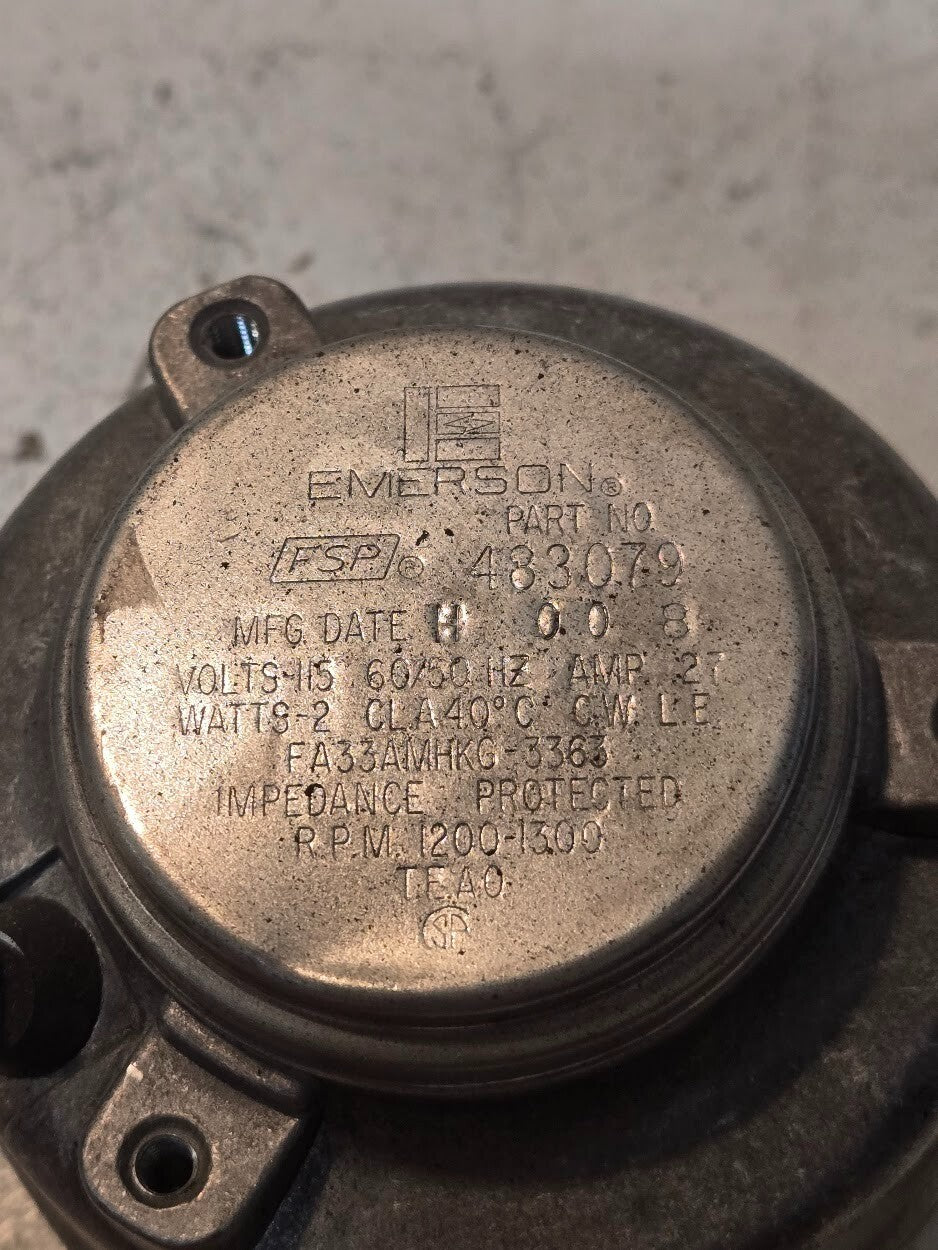 EMERSON®
PART NO.
FSP® 483079
MFG. DATE H 00 8
VOLTS-115 60/50 HZ AMP. .27
WATTS-2 CL.A40°C C.W. L.E.
FA33AMHKG-3363
IMPEDANCE PROTECTED
R.P.M. 1200-1300
T.E.A.O.